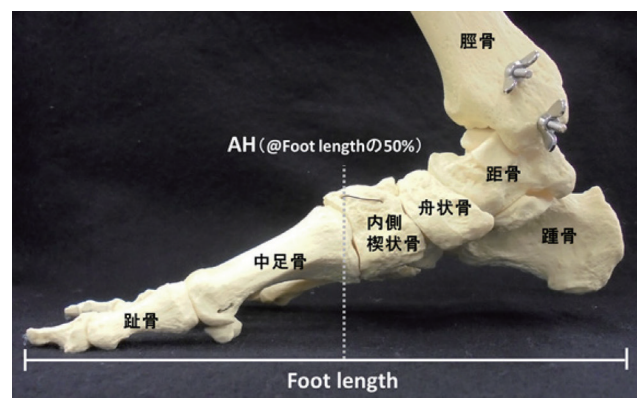 脛骨
AH(@Foot lengthの50%)
距骨
舟状骨
内側
楔状骨
踵骨
中足骨
趾骨
Foot length